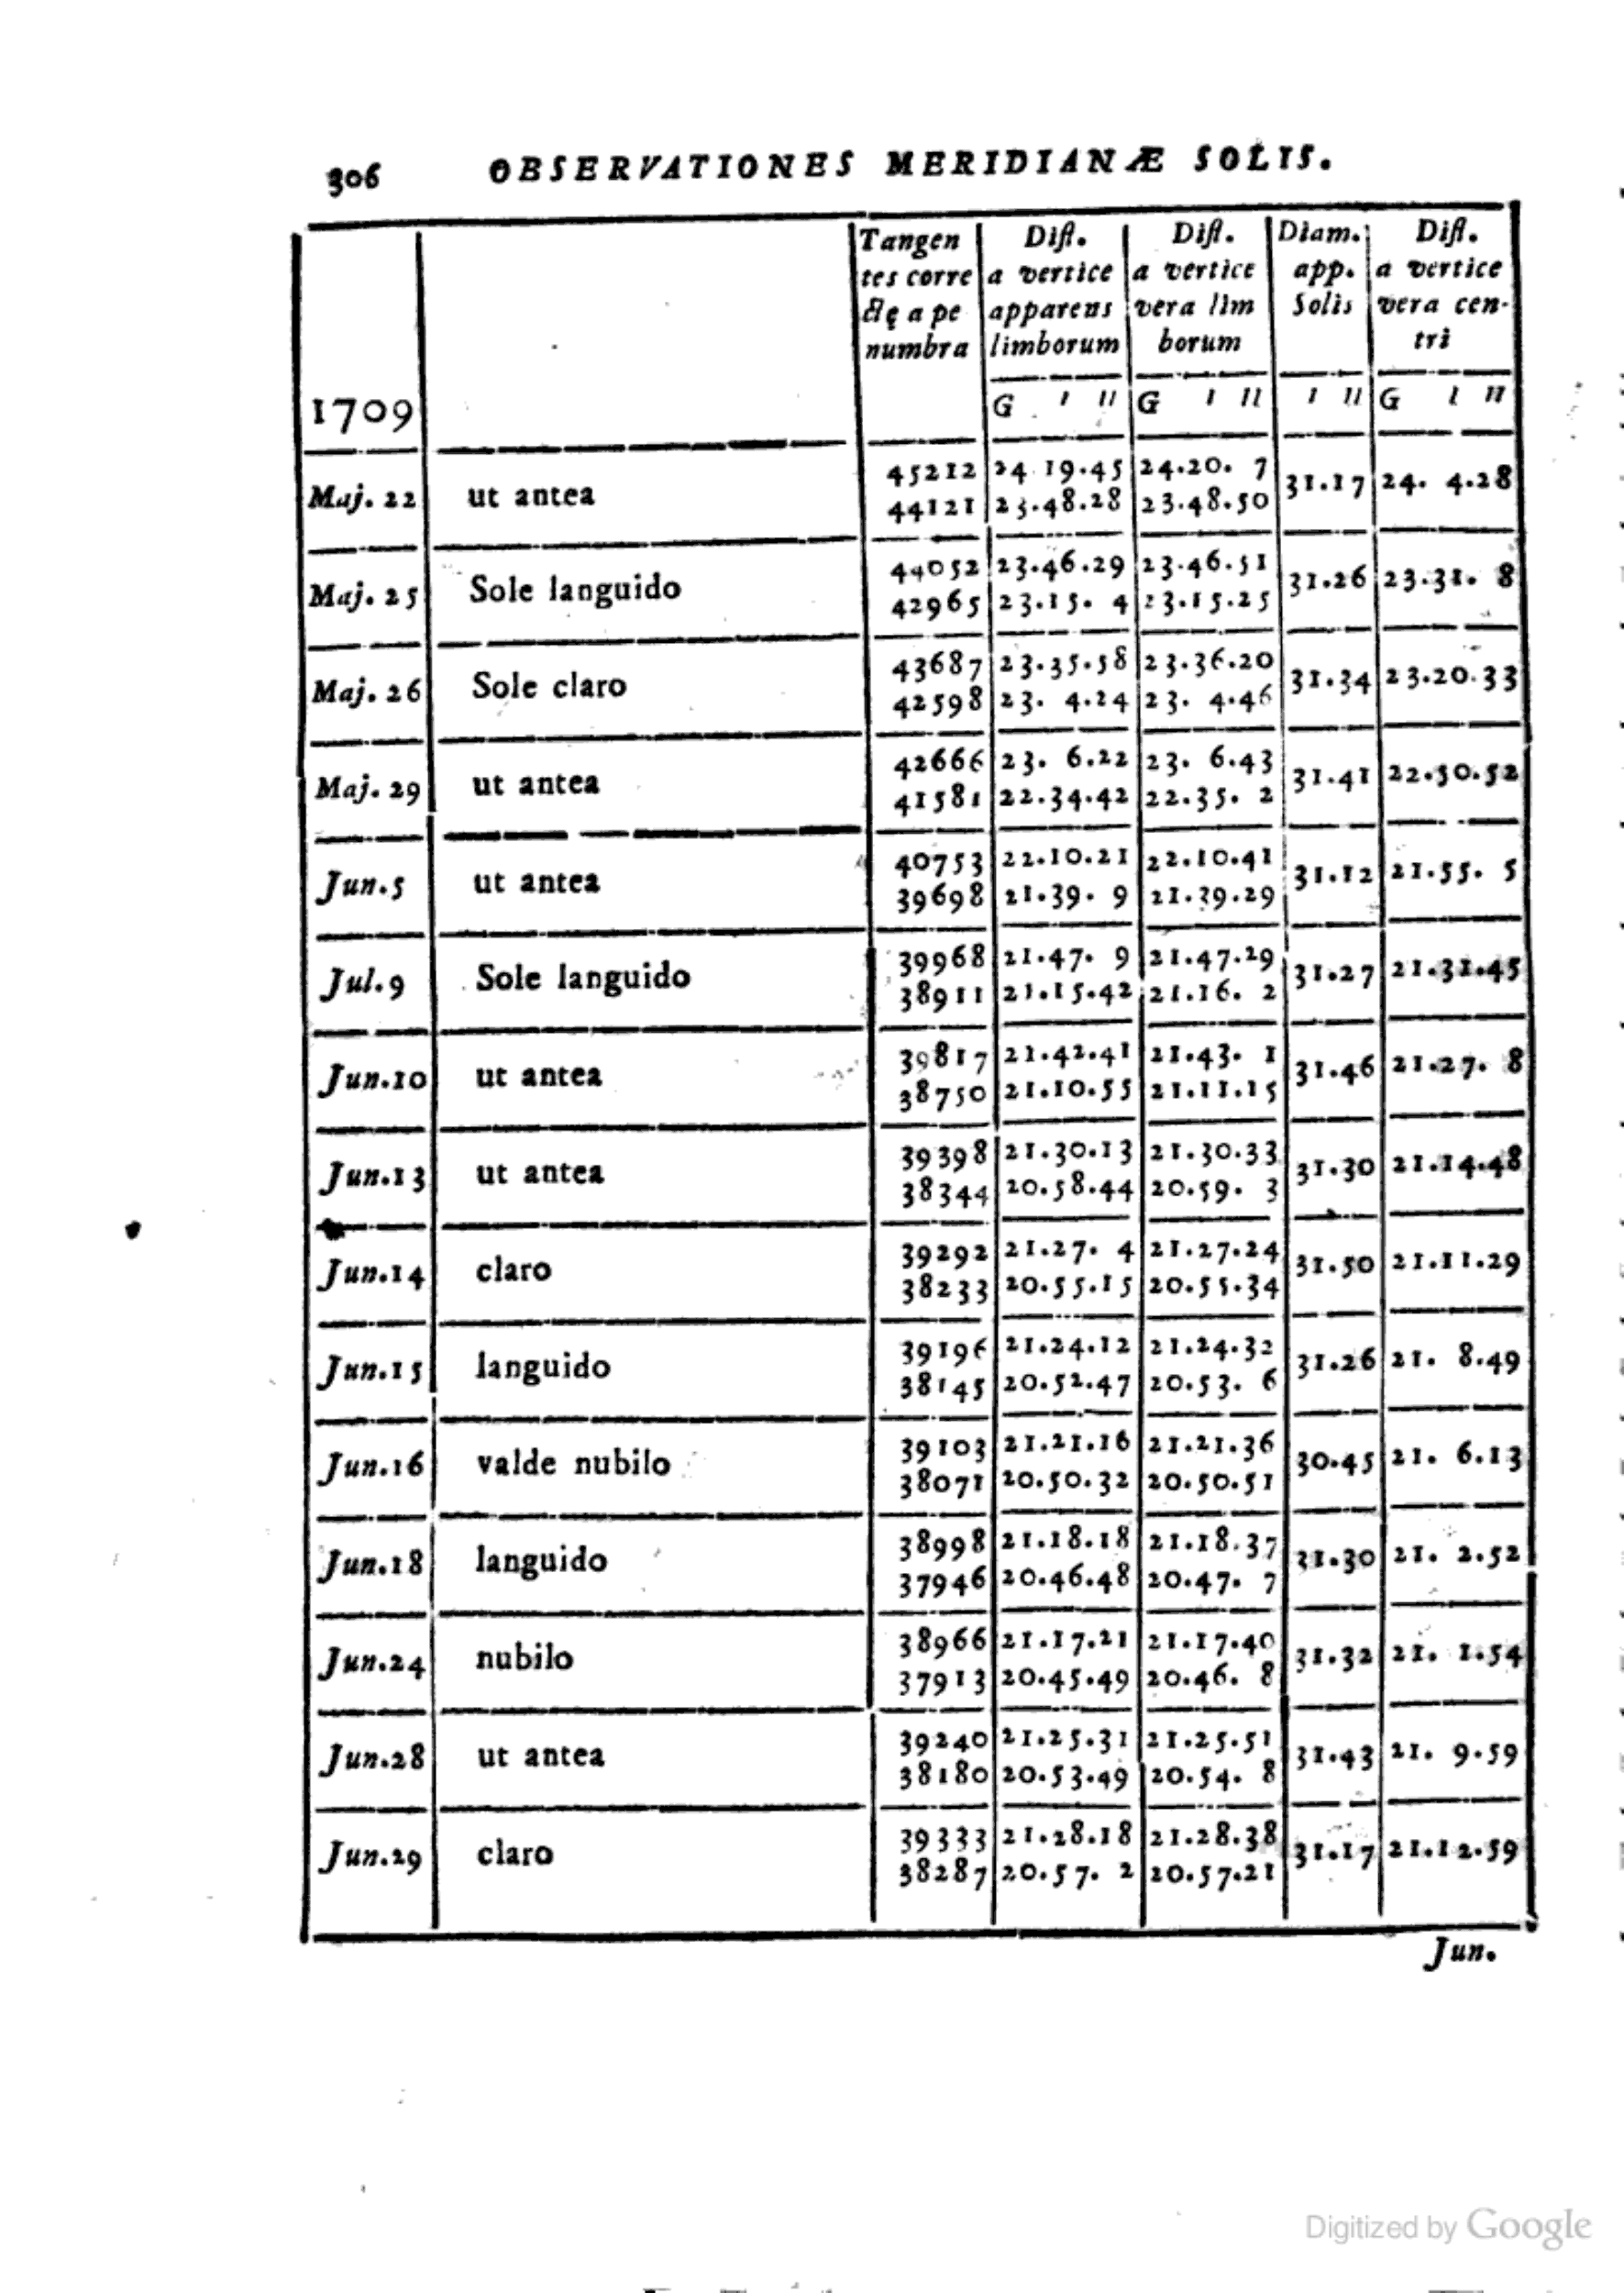 306 OBSERVATIONES MERIDIANÆ SOLIS.
Tangen Dist. Dist. Diam. Dist.
tes corre a vertice a vertice app. a vertice
ctę a pe apparens vera lim Solis vera cen-
numbra limborum borum tri
1709 G ' '' G ' '' ' '' G ' ''
45212 24 19.45 24.20. 7
Maj. 22 ut antea 31.17 24. 4.28
44121 23.48.28 23.48.50
44052 23.46.29 23.46.51
Maj. 25 Sole languido 31.26 23.31. 8
42965 23.15. 4 23.15.25
43687 23.35.58 23.36.20
Maj. 26 Sole claro 31.34 23.20.33
42598 23. 4.24 23. 4.46
42666 23. 6.22 23. 6.43
Maj. 29 ut antea 31.41 22.50.52
41581 22.34.42 22.35. 2
40753 22.10.21 22.10.41
Jun.5 ut antea 31.12 21.55. 5
39698 21.39. 9 21.39.29
39968 21.47. 9 21.47.29
Jul.9 Sole languido 31.27 21.31.45
38911 21.15.42 21.16. 2
39817 21.42.41 21.43. 1
Jun.10 ut antea 31.46 21.27. 8
38750 21.10.55 21.11.15
39398 21.30.13 21.30.33
Jun.13 ut antea 31.30 21.14.48
38344 20.58.44 20.59. 3
39292 21.27. 4 21.27.24
Jun.14 claro 31.50 21.11.29
38233 20.55.15 20.55.34
39196 21.24.12 21.24.32
Jun.15 languido 31.26 21. 8.49
38145 20.52.47 20.53. 6
39103 21.21.16 21.21.36
Jun.16 valde nubilo 30.45 21. 6.13
38071 20.50.32 20.50.51
38998 21.18.18 21.18.37
Jun.18 languido 31.30 21. 2.52
37946 20.46.48 20.47. 7
38966 21.17.21 21.17.40
Jun.24 nubilo 31.32 21. 1.54
37913 20.45.49 20.46. 8
39240 21.25.31 21.25.51
Jun.28 ut antea 31.43 21. 9.59
38180 20.53.49 20.54. 8
39333 21.28.18 21.28.38
Jun.29 claro 31.17 21.12.59
38287 20.57. 2 20.57.21
Jun.
Digitized by Google